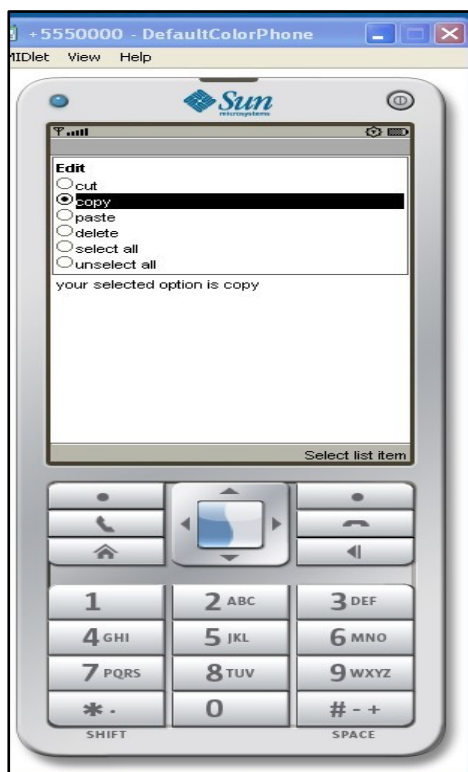 +5550000 - DefaultColorPhone
MIDlet View Help
Sun
microsystems
Edit
cut
copy
paste
delete
select all
unselect all
your selected option is copy
Select list item
1 2 ABC 3 DEF
4 GHI 5 JKL 6 MNO
7 PQRS 8 TUV 9 WXYZ
* . 0 # - +
SHIFT SPACE